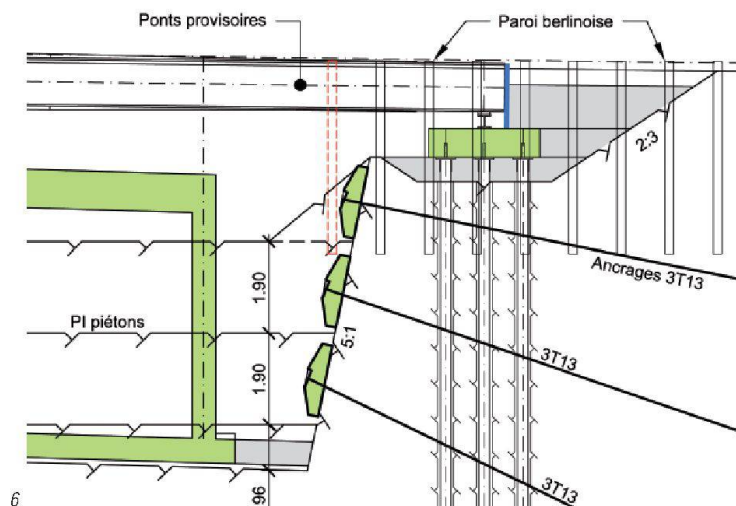 Ponts provisoires
Paroi berlinoise
2:3
Ancrages 3T13
1.90
PI piétons
5:1
3T13
1.90
3T13
96
6